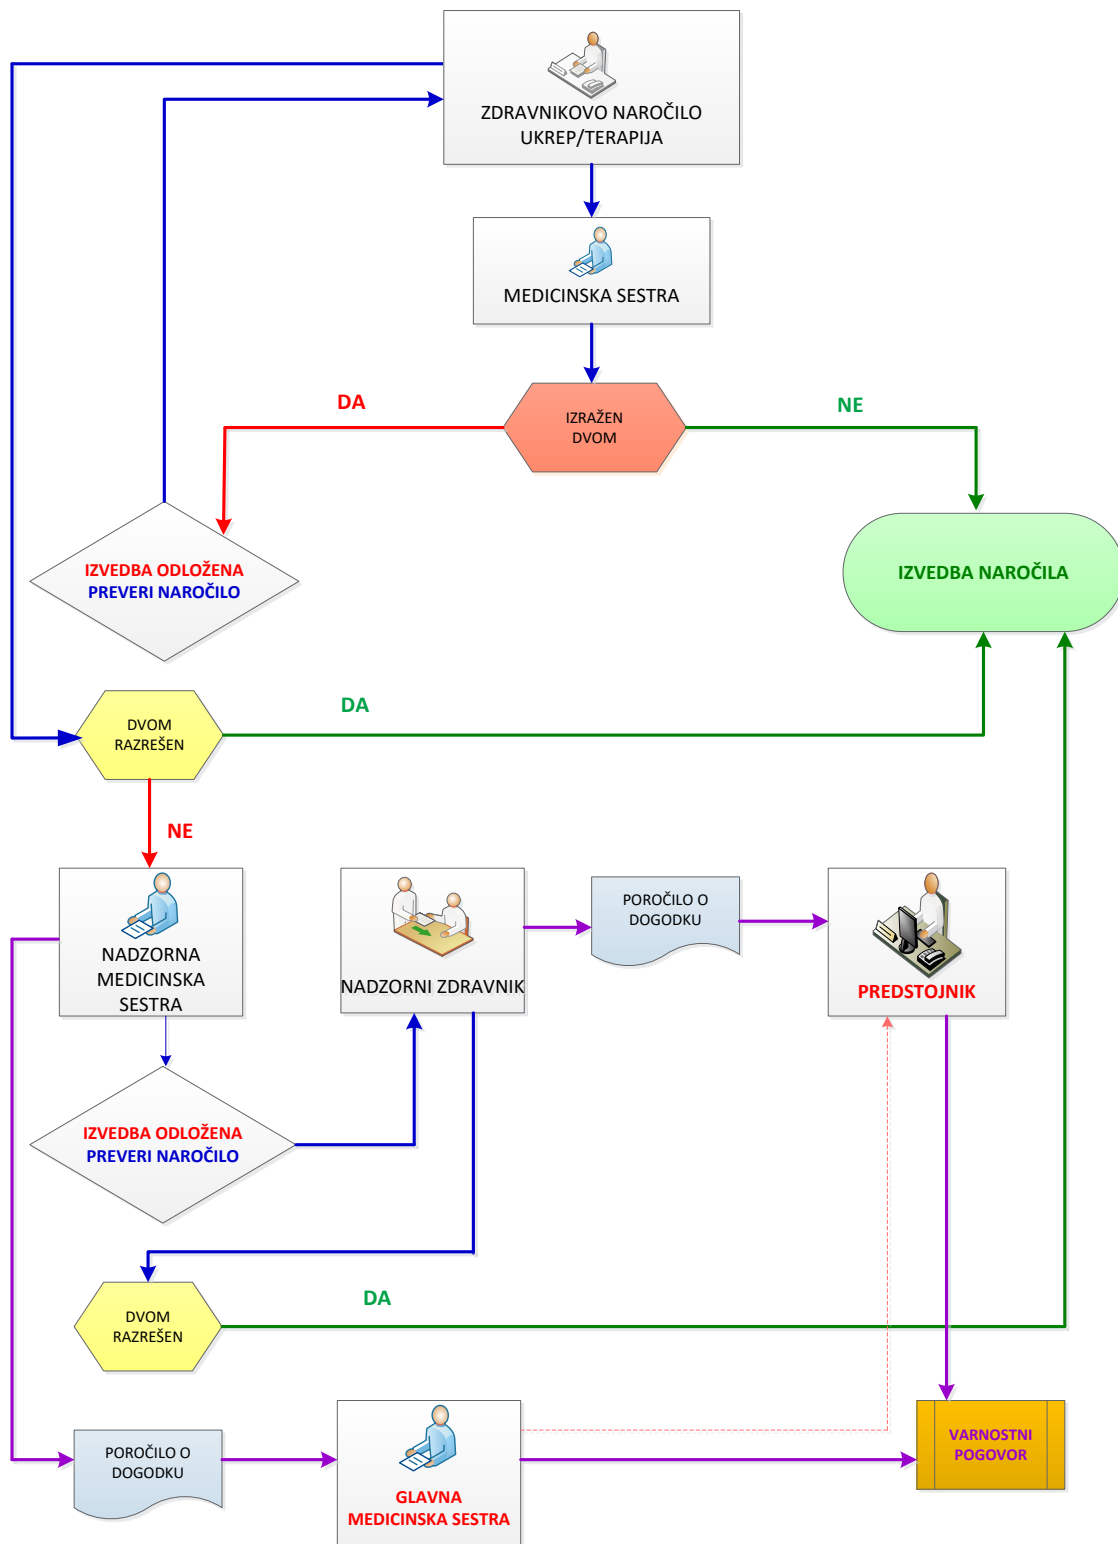 ZDRAVNIKOVO NAROČILO
UKREP/TERAPIJA
MEDICINSKA SESTRA
DA
IZRAŽEN
DVOM
NE
IZVEDBA ODLOŽENA
PREVERI NAROČILO
IZVEDBA NAROČILA
DVOM
RAZREŠEN
DA
NE
NADZORNA
MEDICINSKA
SESTRA
NADZORNI ZDRAVNIK
POROČILO O
DOGODKU
PREDSTOJNIK
IZVEDBA ODLOŽENA
PREVERI NAROČILO
DVOM
RAZREŠEN
DA
POROČILO O
DOGODKU
GLAVNA
MEDICINSKA SESTRA
VARNOSTNI
POGOVOR